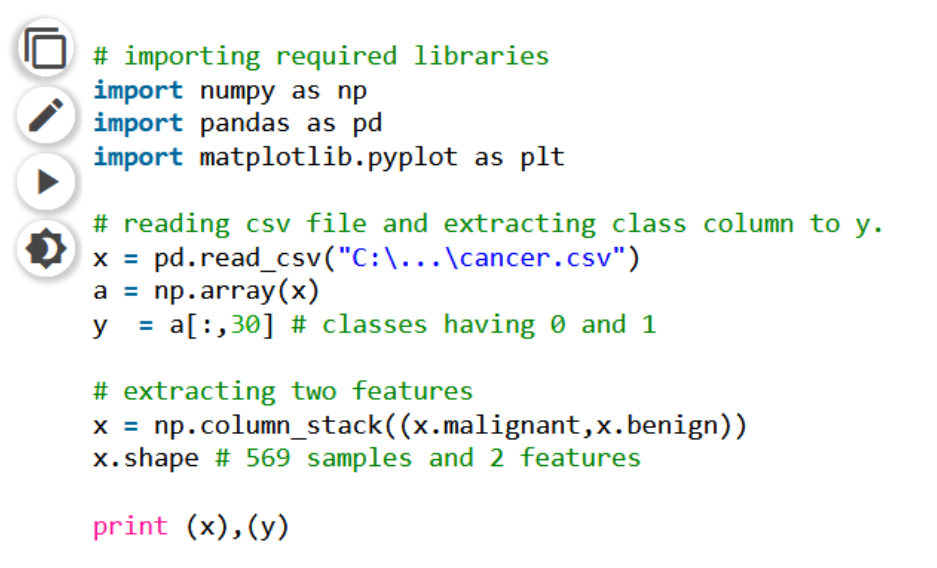 # importing required libraries
import numpy as np
import pandas as pd
import matplotlib.pyplot as plt
# reading csv file and extracting class column to y.
x = pd.read_csv("C:\...\cancer.csv")
a = np.array(x)
y  = a[:,30] # classes having 0 and 1
# extracting two features
x = np.column_stack((x.malignant,x.benign))
x.shape # 569 samples and 2 features
print (x),(y)